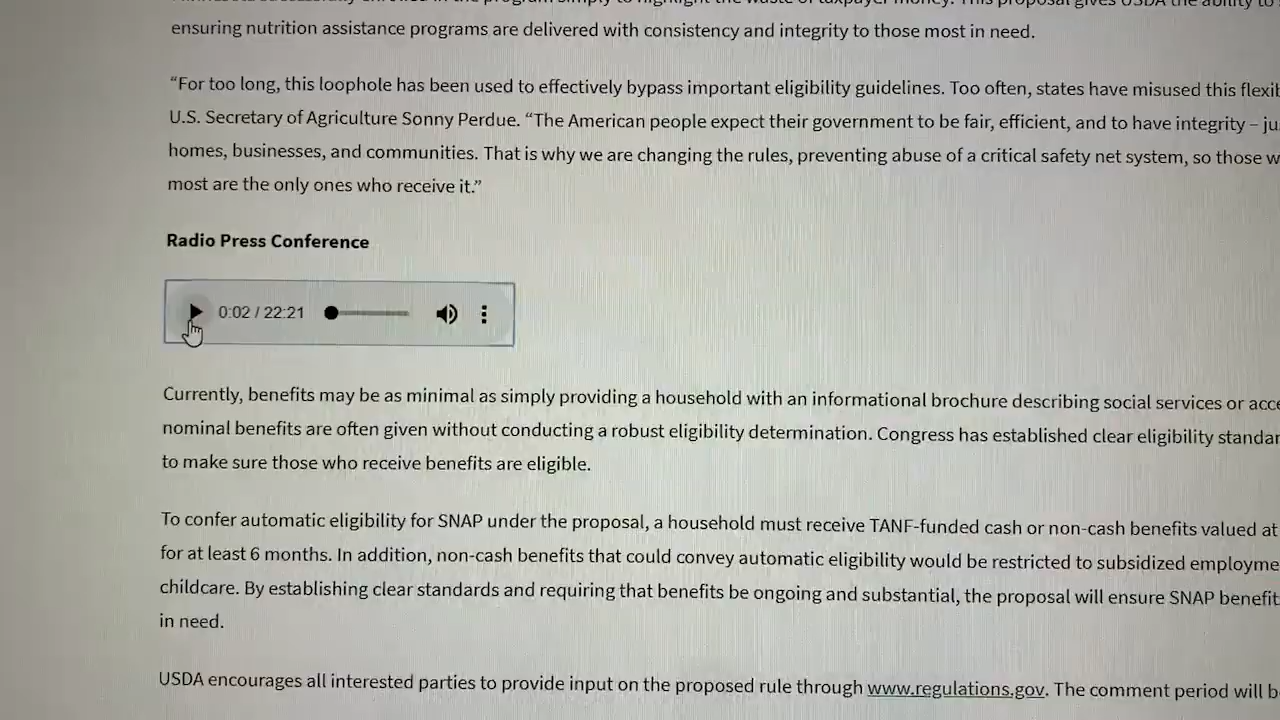 ensuring nutrition assistance programs are delivered with consistency and integrity to those most in need.
“For too long, this loophole has been used to effectively bypass important eligibility guidelines. Too often, states have misused this
U.S. Secretary of Agriculture Sonny Perdue. “The American people expect their government to be fair, efficient, and to have integrity –
homes, businesses, and communities. That is why we are changing the rules, preventing abuse of a critical safety net system, so those
most are the only ones who receive it.”
Radio Press Conference
0:02 / 22:21
Currently, benefits may be as minimal as simply providing a household with an informational brochure describing social services or
nominal benefits are often given without conducting a robust eligibility determination. Congress has established clear eligibility
to make sure those who receive benefits are eligible.
To confer automatic eligibility for SNAP under the proposal, a household must receive TANF-funded cash or non-cash benefits valued at
for at least 6 months. In addition, non-cash benefits that could convey automatic eligibility would be restricted to subsidized
childcare. By establishing clear standards and requiring that benefits be ongoing and substantial, the proposal will ensure SNAP
in need.
USDA encourages all interested parties to provide input on the proposed rule through www.regulations.gov. The comment period will